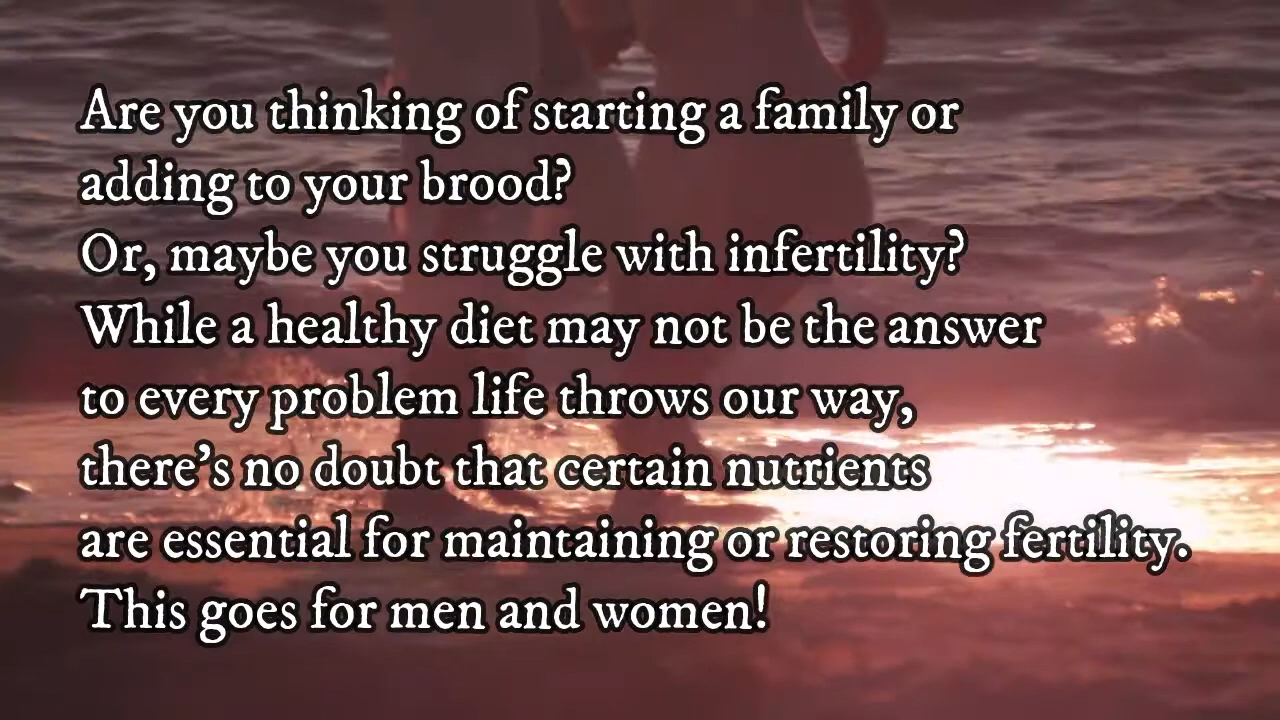 Are you thinking of starting a family or
adding to your brood?
Or, maybe you struggle with infertility?
While a healthy diet may not be the answer
to every problem life throws our way,
there's no doubt that certain nutrients
are essential for maintaining or restoring fertility.
This goes for men and women!